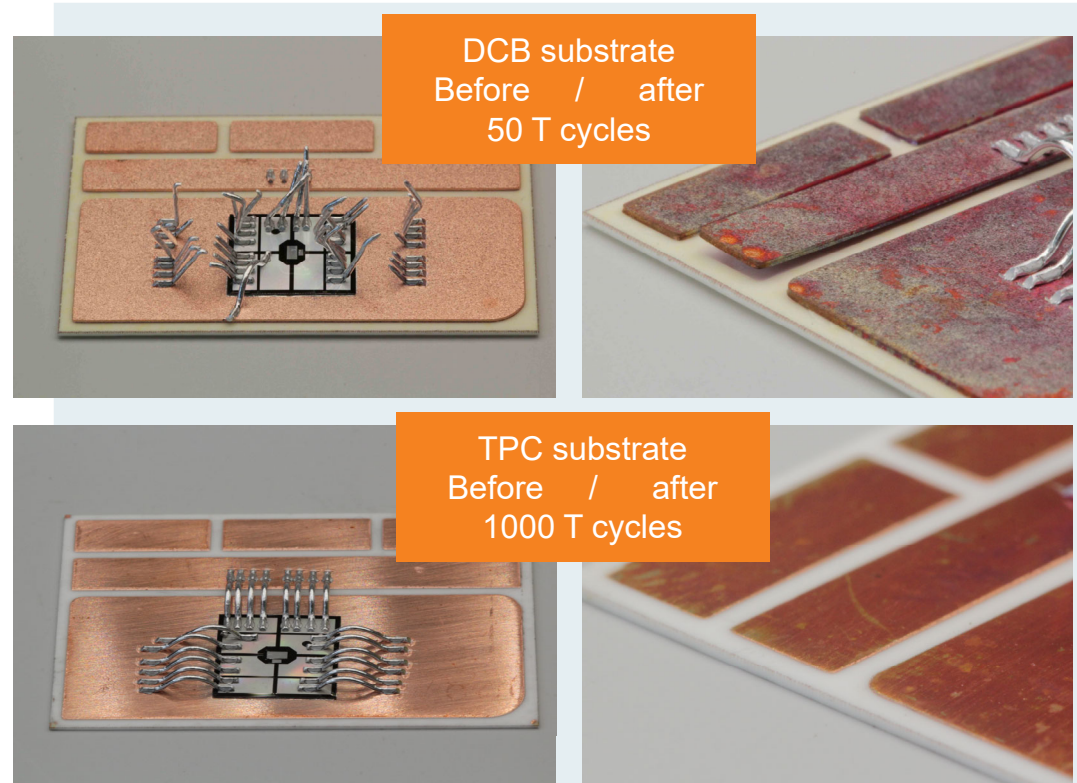 DCB substrate
Before / after
50 T cycles
TPC substrate
Before / after
1000 T cycles